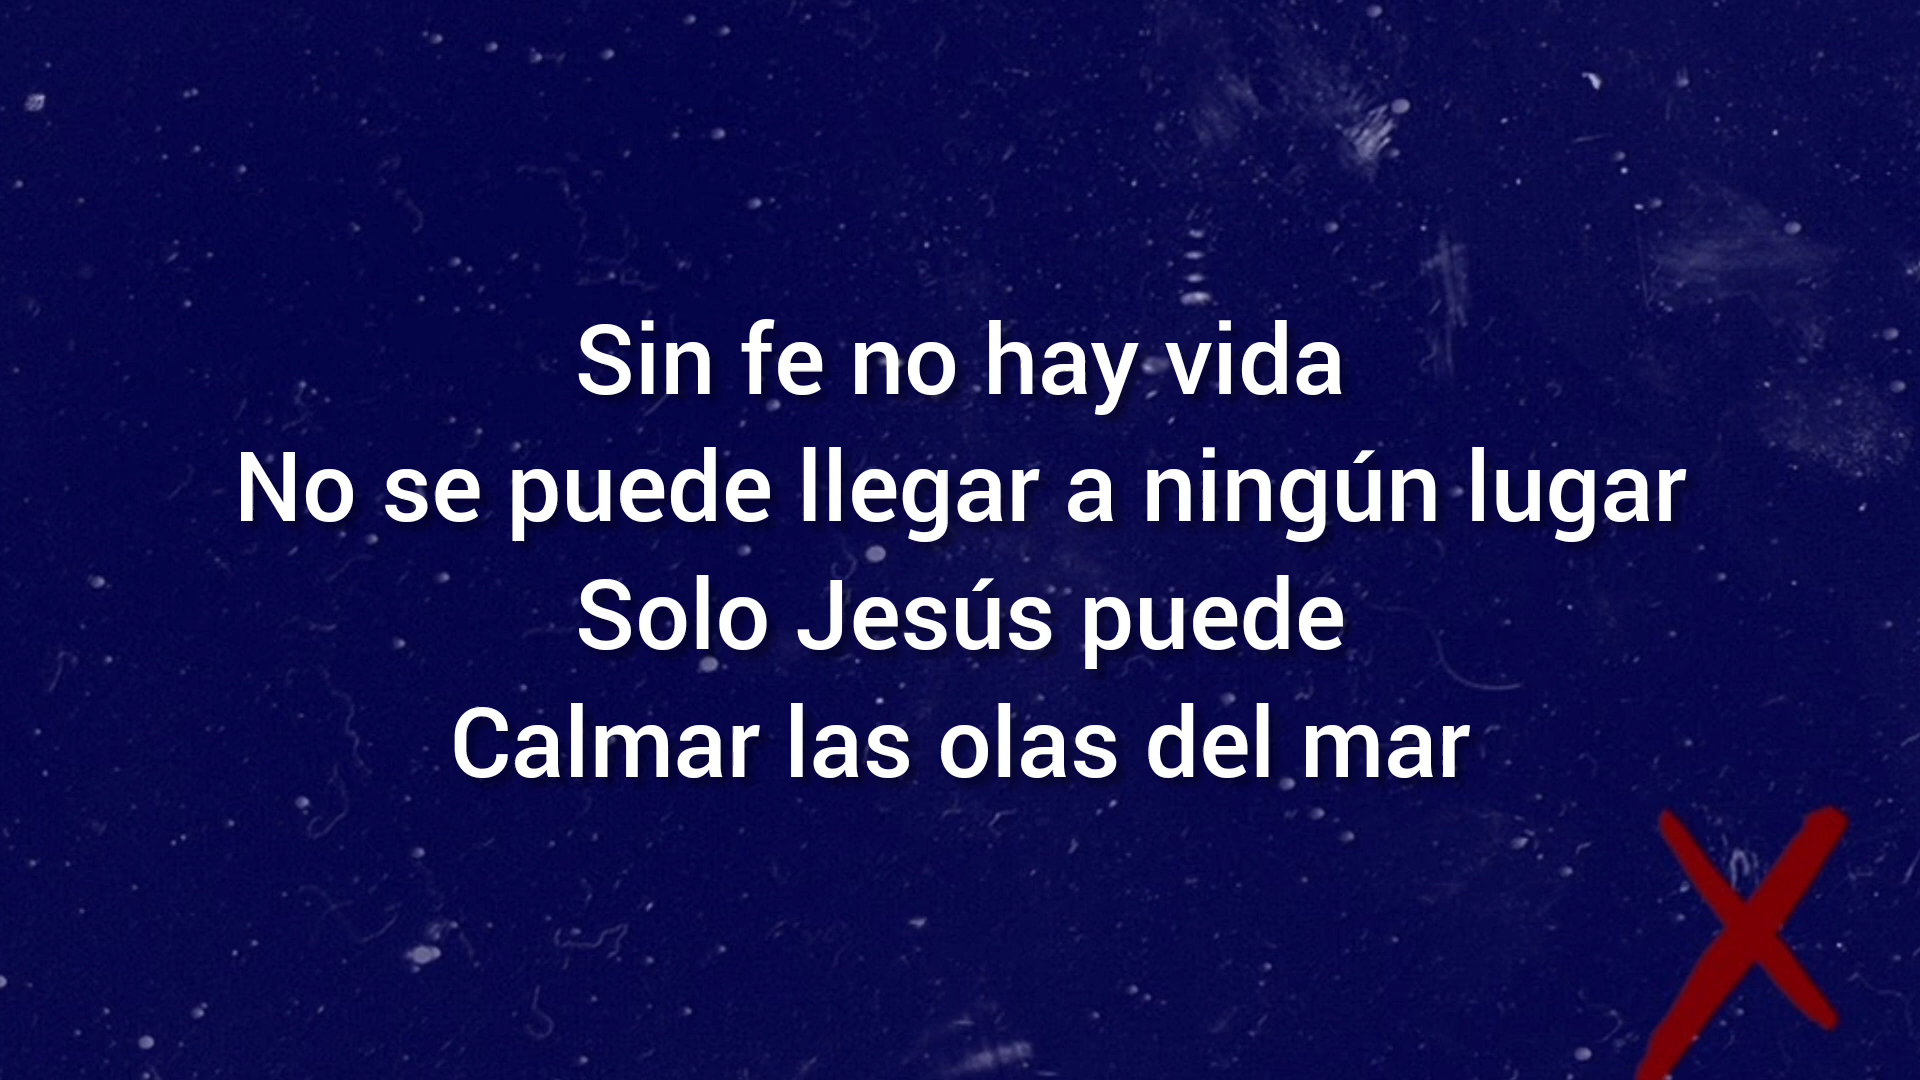 Sin fe no hay vida
No se puede llegar a ningún lugar
Solo Jesús puede
Calmar las olas del mar